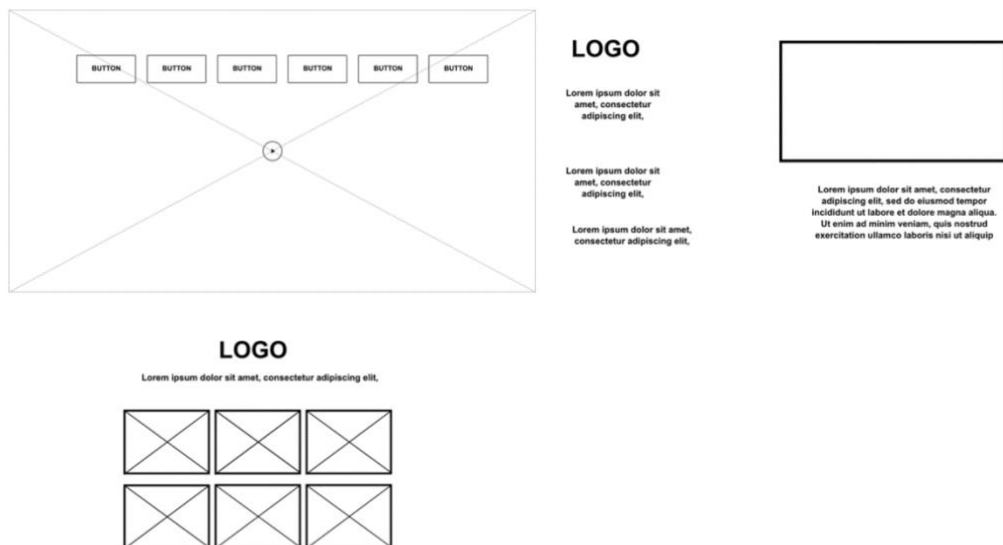 BUTTON BUTTON BUTTON BUTTON BUTTON BUTTON
LOGO
Lorem ipsum dolor sit
amet, consectetur
adipiscing elit,
Lorem ipsum dolor sit
amet, consectetur
adipiscing elit,
Lorem ipsum dolor sit amet,
consectetur adipiscing elit,
Lorem ipsum dolor sit amet, consectetur
adipiscing elit, sed do eiusmod tempor
incididunt ut labore et dolore magna aliqua.
Ut enim ad minim veniam, quis nostrud
exercitation ullamco laboris nisi ut aliquip
LOGO
Lorem ipsum dolor sit amet, consectetur adipiscing elit,